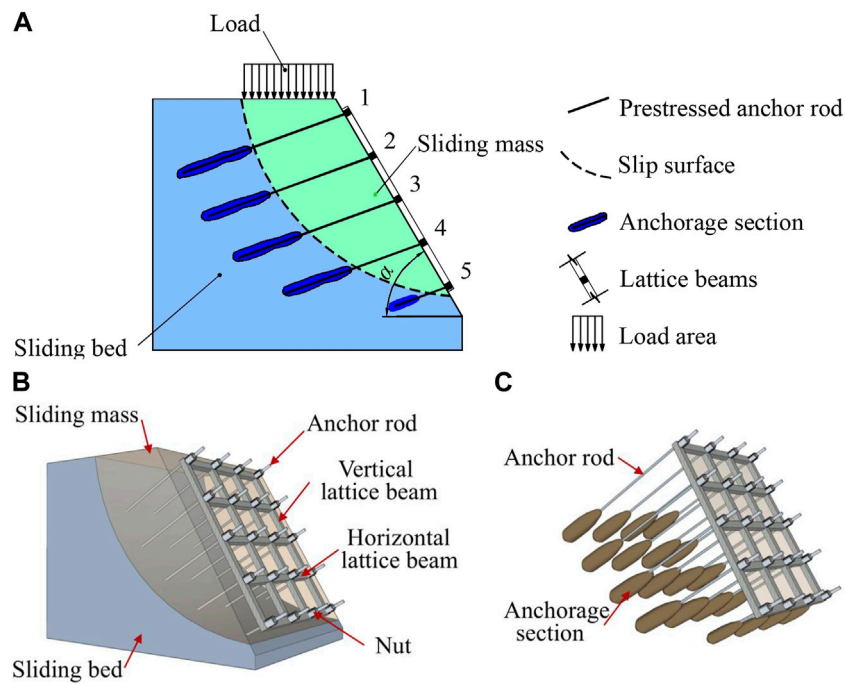 A
Load
1
2
Sliding mass
3
4
5
α
Sliding bed
Prestressed anchor rod
Slip surface
Anchorage section
Lattice beams
Load area
B
Sliding mass
Anchor rod
Vertical
lattice beam
Horizontal
lattice beam
Nut
Sliding bed
C
Anchor rod
Anchorage
section